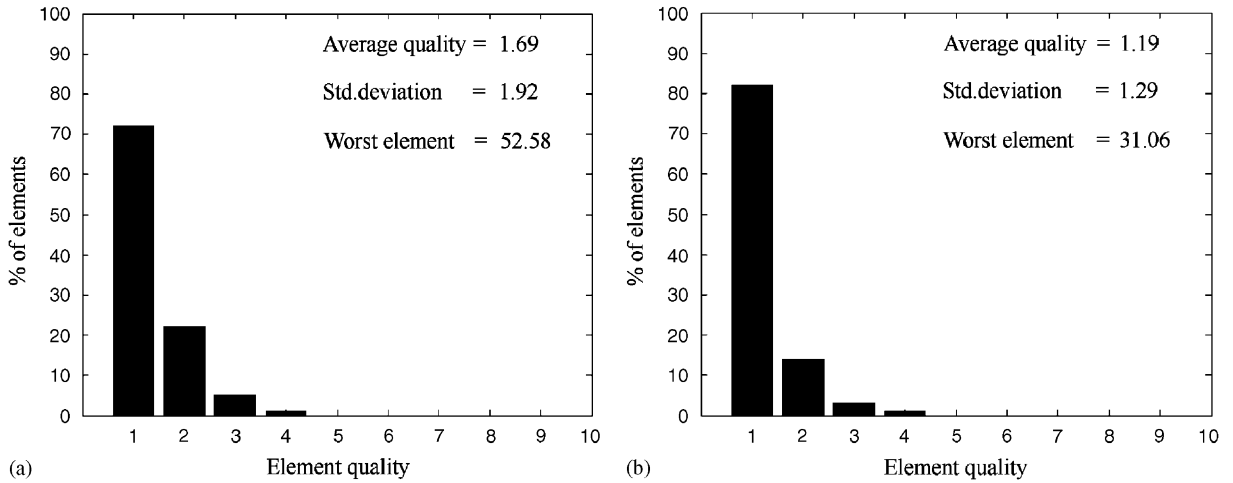 100
90
80
70
60
50
40
30
20
10
0
% of elements
Average quality = 1.69
Std.deviation = 1.92
Worst element = 52.58
1 2 3 4 5 6 7 8 9 10
Element quality
(a)
100
90
80
70
60
50
40
30
20
10
0
% of elements
Average quality = 1.19
Std.deviation = 1.29
Worst element = 31.06
1 2 3 4 5 6 7 8 9 10
Element quality
(b)